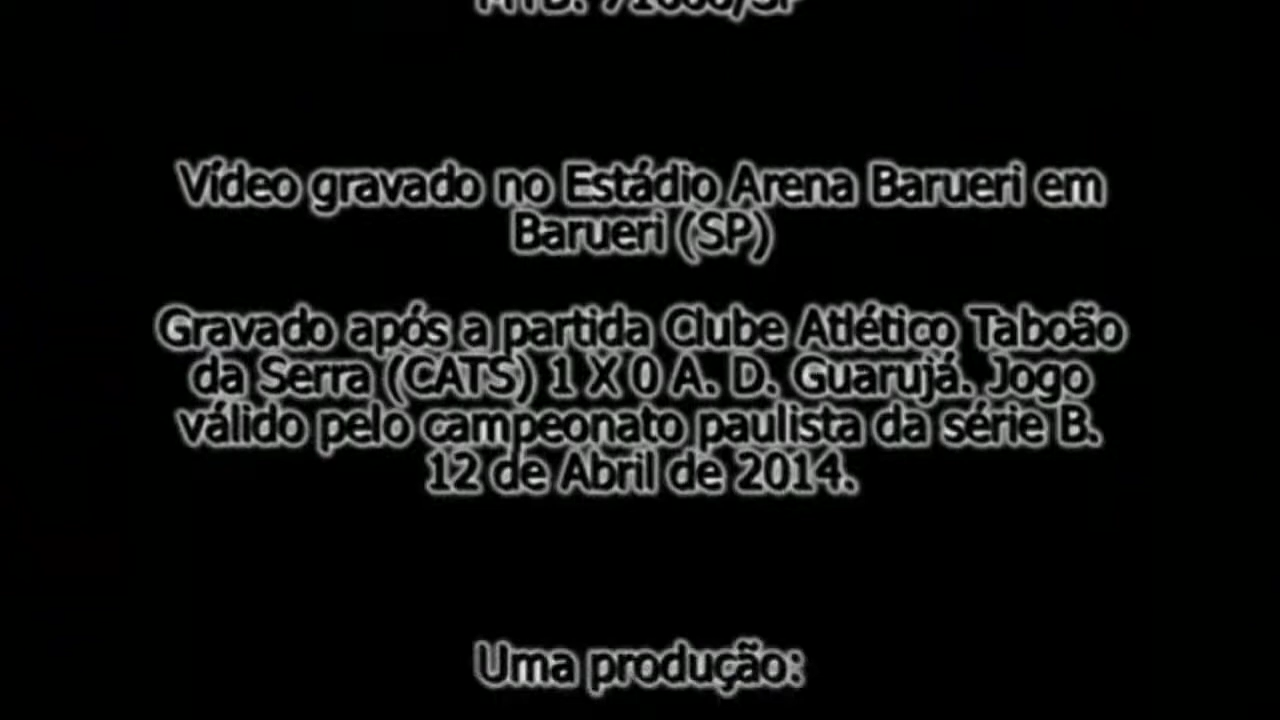 Vídeo gravado no Estádio Arena Barueri em
Barueri (SP)
Gravado após a partida Clube Atlético Taboão
da Serra (CATS) 1 X 0 A. D. Guarujá. Jogo
válido pelo campeonato paulista da série B.
12 de Abril de 2014.
Uma produção: